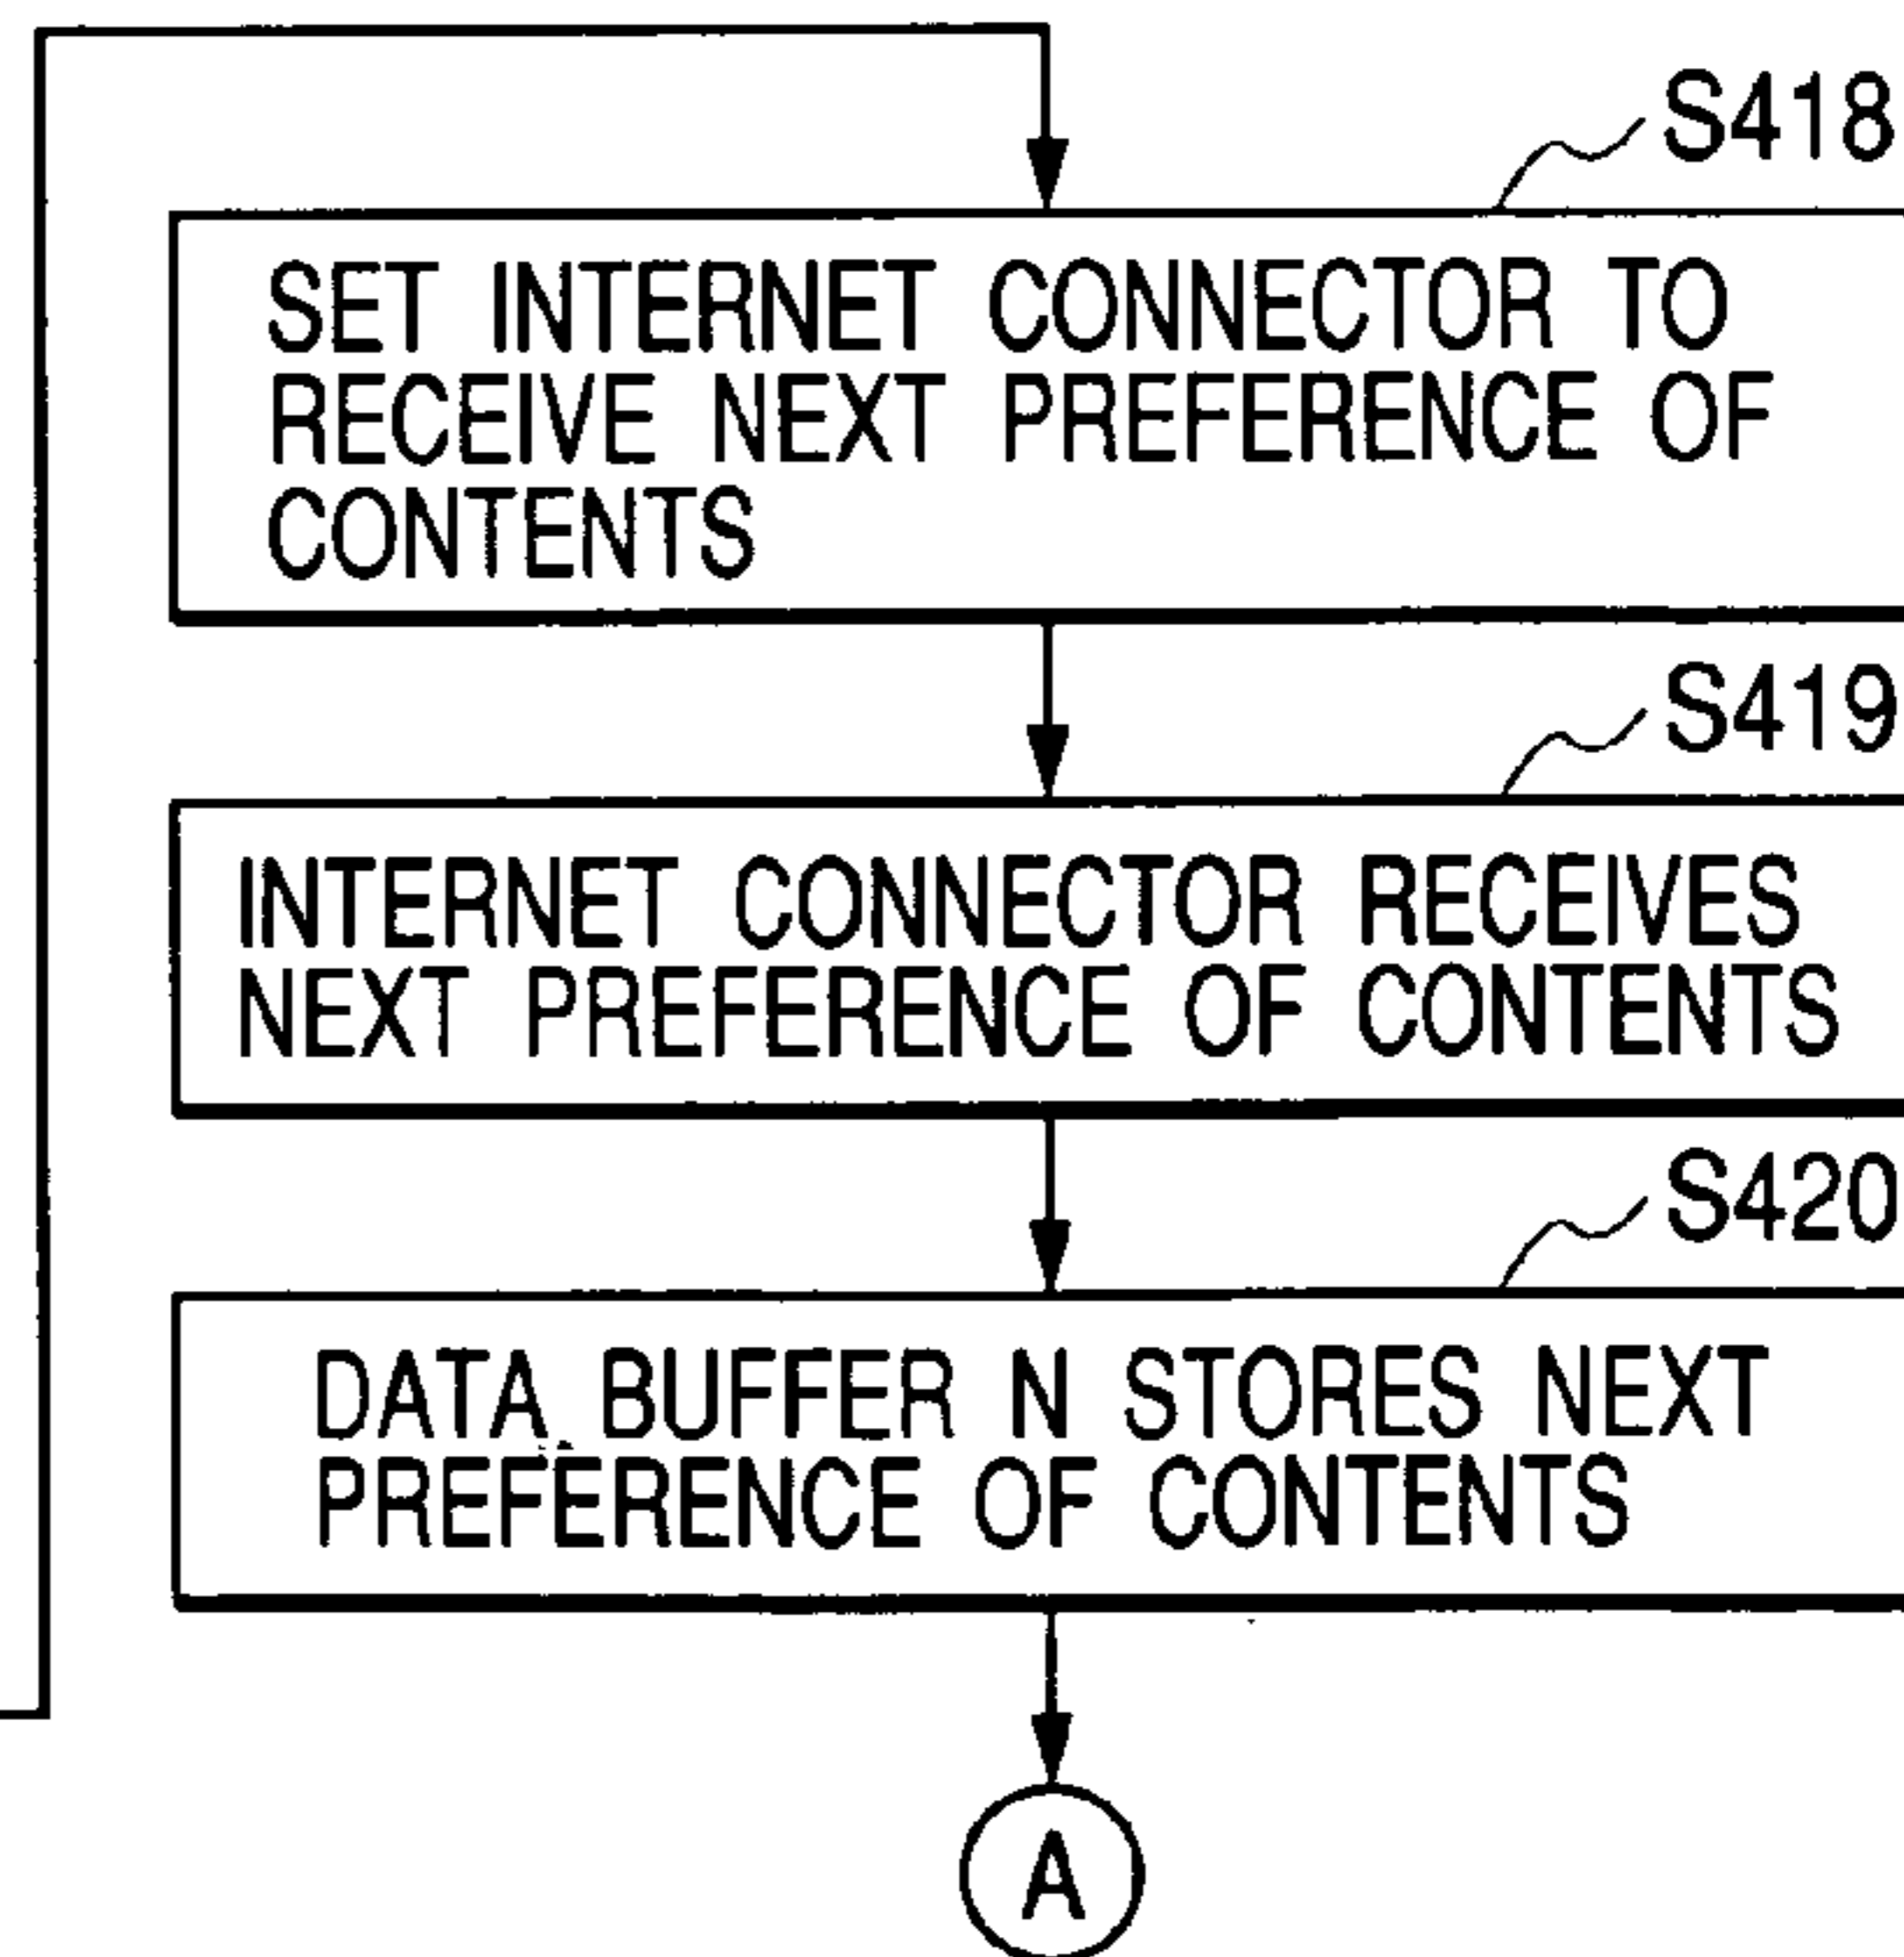 S418
SET INTERNET CONNECTOR TO
RECEIVE NEXT PREFERENCE OF
CONTENTS
S419
INTERNET CONNECTOR RECEIVES
NEXT PREFERENCE OF CONTENTS
S420
DATA BUFFER N STORES NEXT
PREFERENCE OF CONTENTS
A